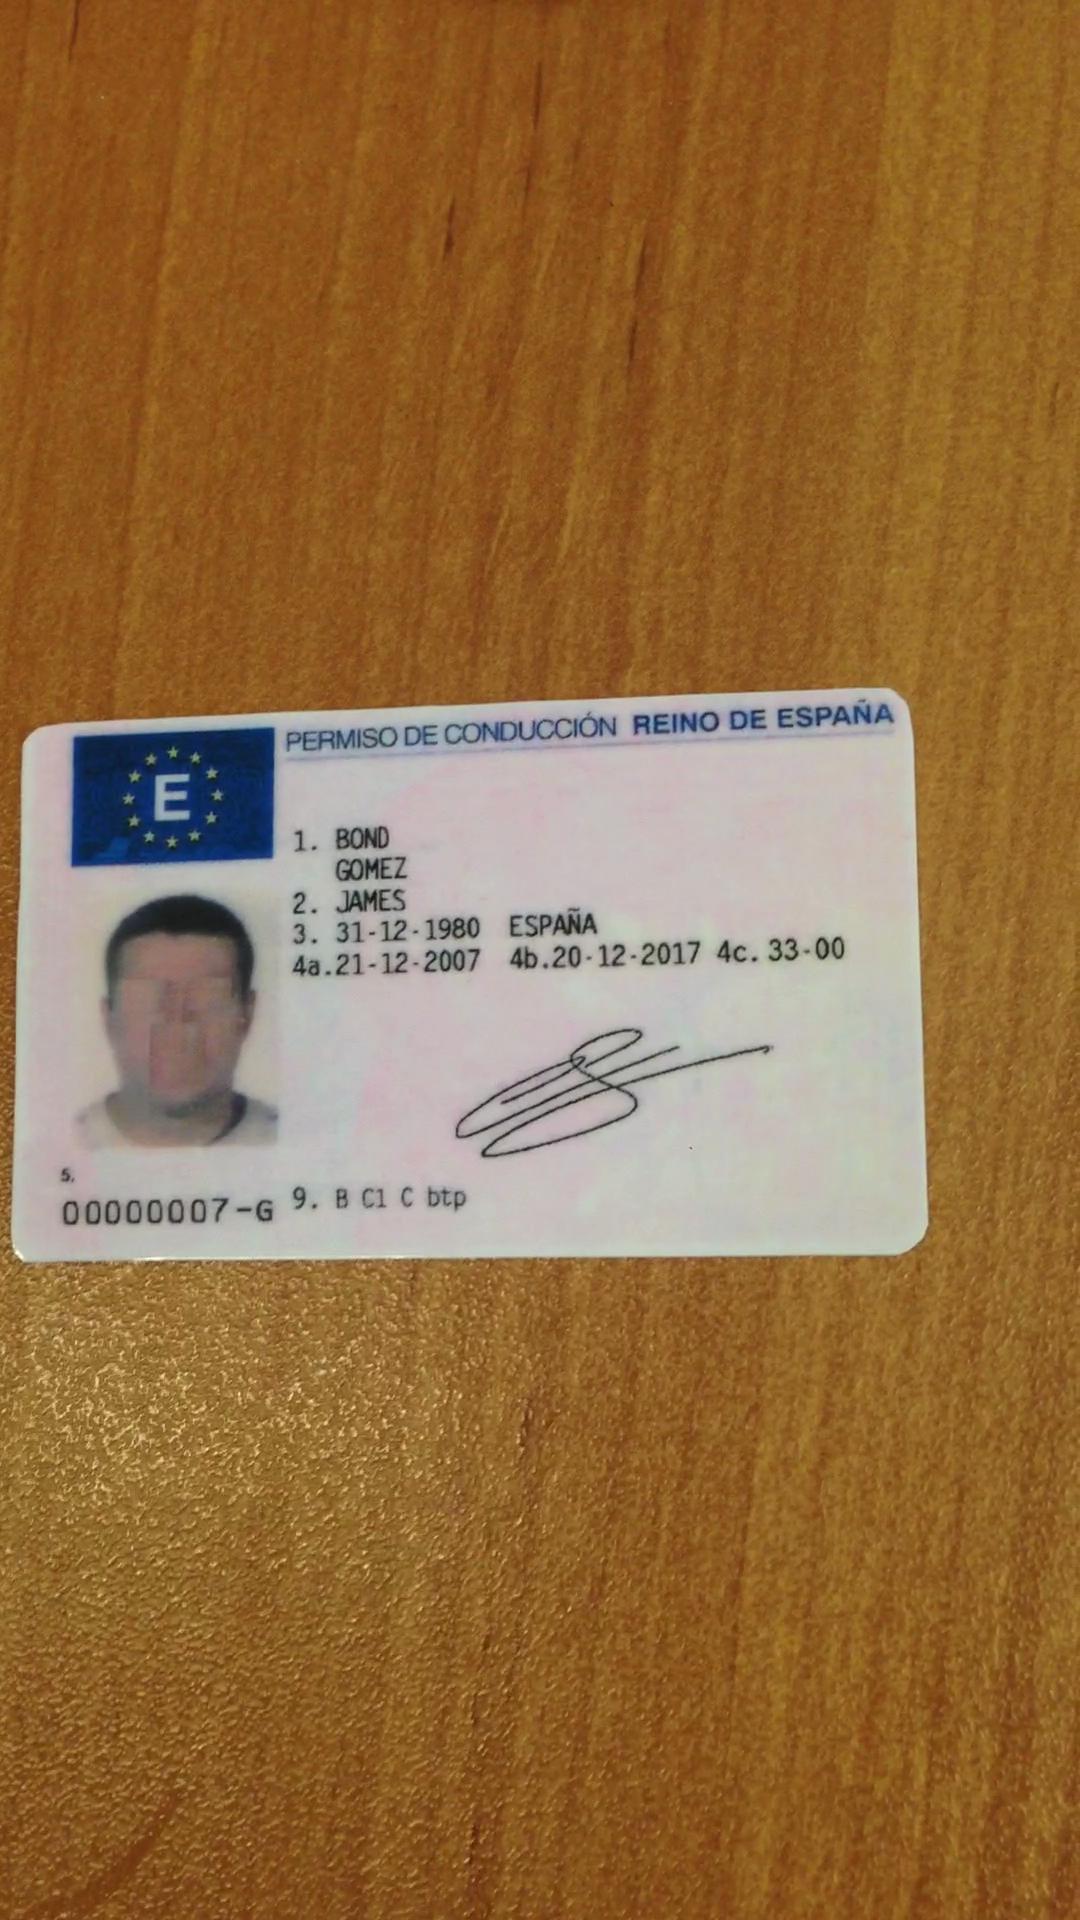 PERMISO DE CONDUCCIÓN REINO DE ESPAÑA
E
1. BOND
GOMEZ
2. JAMES
3. 31-12-1980 ESPAÑA
4a.21-12-2007 4b.20-12-2017 4c. 33-00
5.
00000007-G 9. B C1 C btp